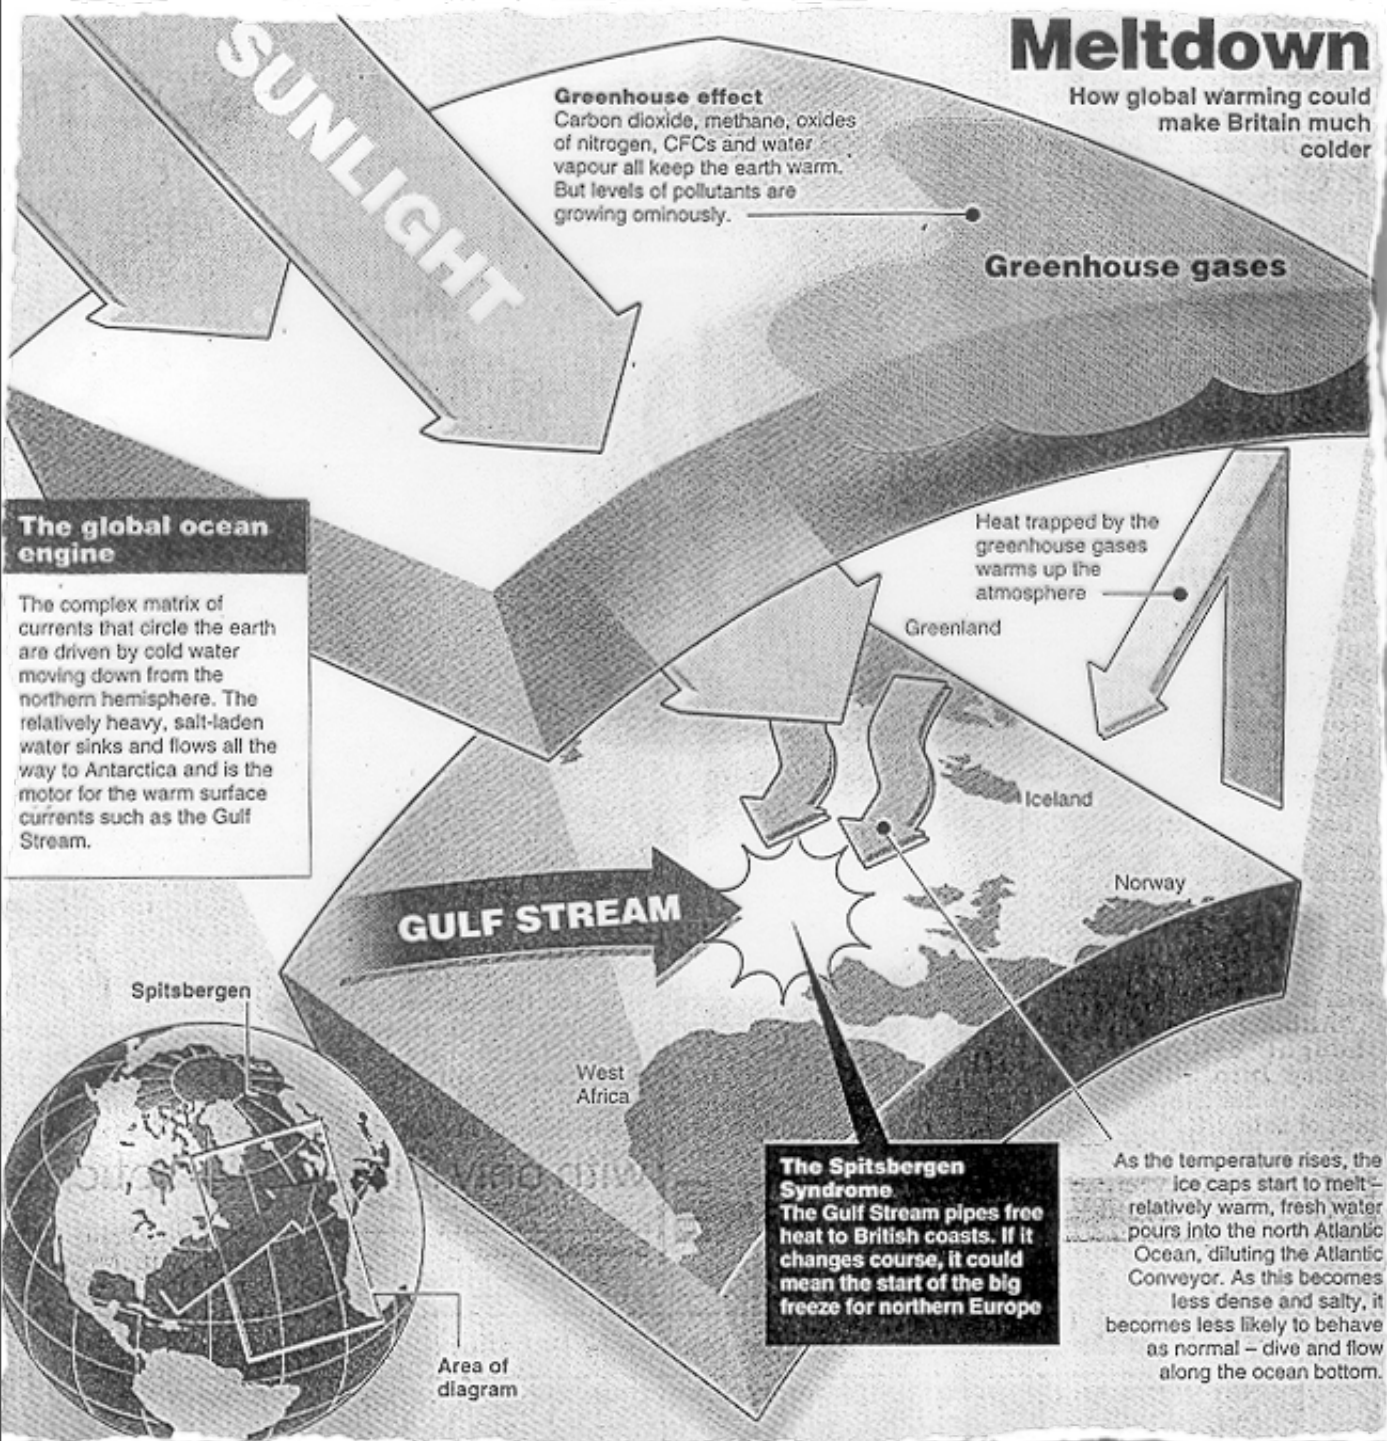 Meltdown
How global warming could
make Britain much
colder
SUNLIGHT
Greenhouse effect
Carbon dioxide, methane, oxides
of nitrogen, CFCs and water
vapour all keep the earth warm.
But levels of pollutants are
growing ominously.
Greenhouse gases
The global ocean
engine
The complex matrix of
currents that circle the earth
are driven by cold water
moving down from the
northern hemisphere. The
relatively heavy, salt-laden
water sinks and flows all the
way to Antarctica and is the
motor for the warm surface
currents such as the Gulf
Stream.
Heat trapped by the
greenhouse gases
warms up the
atmosphere
Greenland
Iceland
Norway
GULF STREAM
West
Africa
Spitsbergen
Area of
diagram
The Spitsbergen
Syndrome
The Gulf Stream pipes free
heat to British coasts. If it
changes course, it could
mean the start of the big
freeze for northern Europe
As the temperature rises, the
ice caps start to melt –
relatively warm, fresh water
pours into the north Atlantic
Ocean, diluting the Atlantic
Conveyor. As this becomes
less dense and salty, it
becomes less likely to behave
as normal – dive and flow
along the ocean bottom.